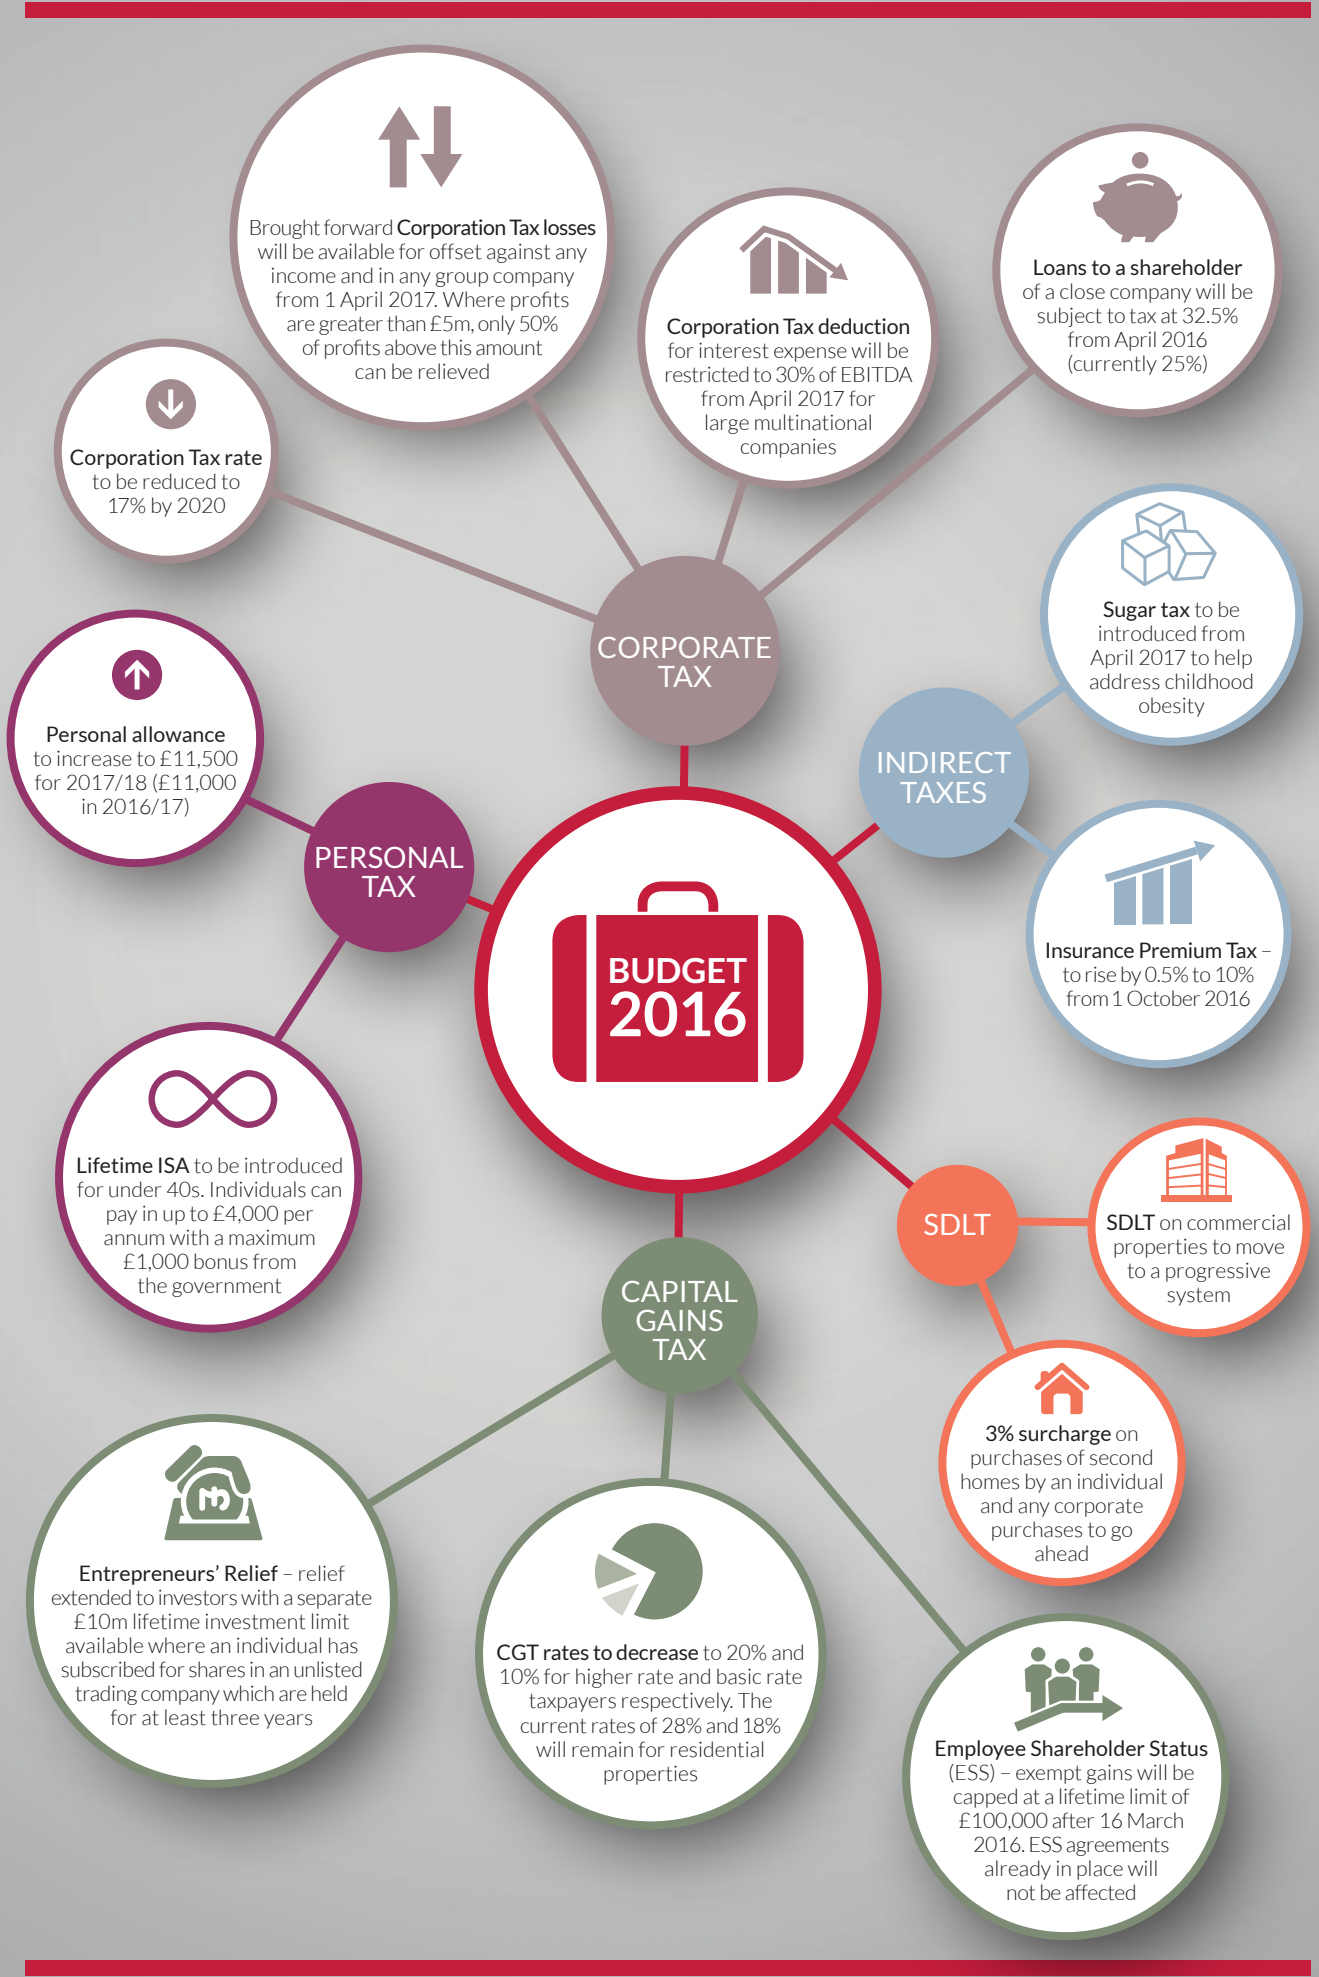 Brought forward Corporation Tax losses
will be available for offset against any
income and in any group company
from 1 April 2017. Where profits
are greater than £5m, only 50%
of profits above this amount
can be relieved
Corporation Tax deduction
for interest expense will be
restricted to 30% of EBITDA
from April 2017 for
large multinational
companies
Loans to a shareholder
of a close company will be
subject to tax at 32.5%
from April 2016
(currently 25%)
Corporation Tax rate
to be reduced to
17% by 2020
CORPORATE
TAX
Sugar tax to be
introduced from
April 2017 to help
address childhood
obesity
INDIRECT
TAXES
Insurance Premium Tax –
to rise by 0.5% to 10%
from 1 October 2016
Personal allowance
to increase to £11,500
for 2017/18 (£11,000
in 2016/17)
PERSONAL
TAX
Lifetime ISA to be introduced
for under 40s. Individuals can
pay in up to £4,000 per
annum with a maximum
£1,000 bonus from
the government
BUDGET
2016
SDLT
SDLT on commercial
properties to move
to a progressive
system
3% surcharge on
purchases of second
homes by an individual
and any corporate
purchases to go
ahead
CAPITAL
GAINS
TAX
Entrepreneurs’ Relief – relief
extended to investors with a separate
£10m lifetime investment limit
available where an individual has
subscribed for shares in an unlisted
trading company which are held
for at least three years
CGT rates to decrease to 20% and
10% for higher rate and basic rate
taxpayers respectively. The
current rates of 28% and 18%
will remain for residential
properties
Employee Shareholder Status
(ESS) – exempt gains will be
capped at a lifetime limit of
£100,000 after 16 March
2016. ESS agreements
already in place will
not be affected